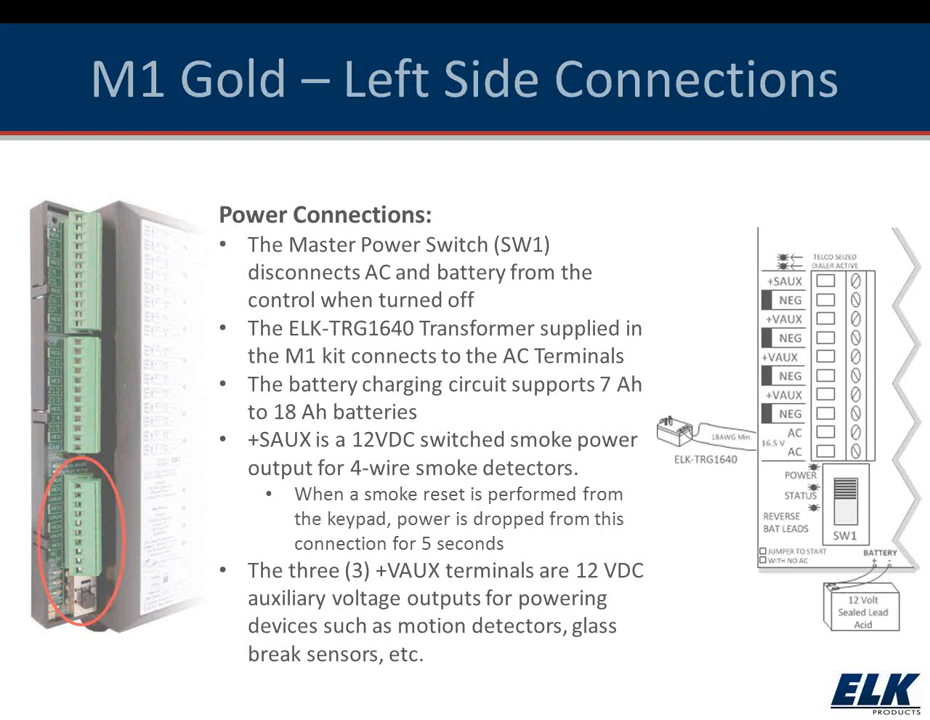 M1 Gold – Left Side Connections
Power Connections:
• The Master Power Switch (SW1)
disconnects AC and battery from the
control when turned off
• The ELK-TRG1640 Transformer supplied in
the M1 kit connects to the AC Terminals
• The battery charging circuit supports 7 Ah
to 18 Ah batteries
• +SAUX is a 12VDC switched smoke power
output for 4-wire smoke detectors.
• When a smoke reset is performed from
the keypad, power is dropped from this
connection for 5 seconds
• The three (3) +VAUX terminals are 12 VDC
auxiliary voltage outputs for powering
devices such as motion detectors, glass
break sensors, etc.
TELCO SEIZED
DIALER ACTIVE
+SAUX
NEG
+VAUX
NEG
+VAUX
NEG
+VAUX
NEG
AC
16.5 V
AC
18AWG Min.
ELK-TRG1640
POWER
STATUS
REVERSE
BAT LEADS
SW1
JUMPER TO START
WITH NO AC
BATTERY
+ -
12 Volt
Sealed Lead
Acid
ELK
PRODUCTS